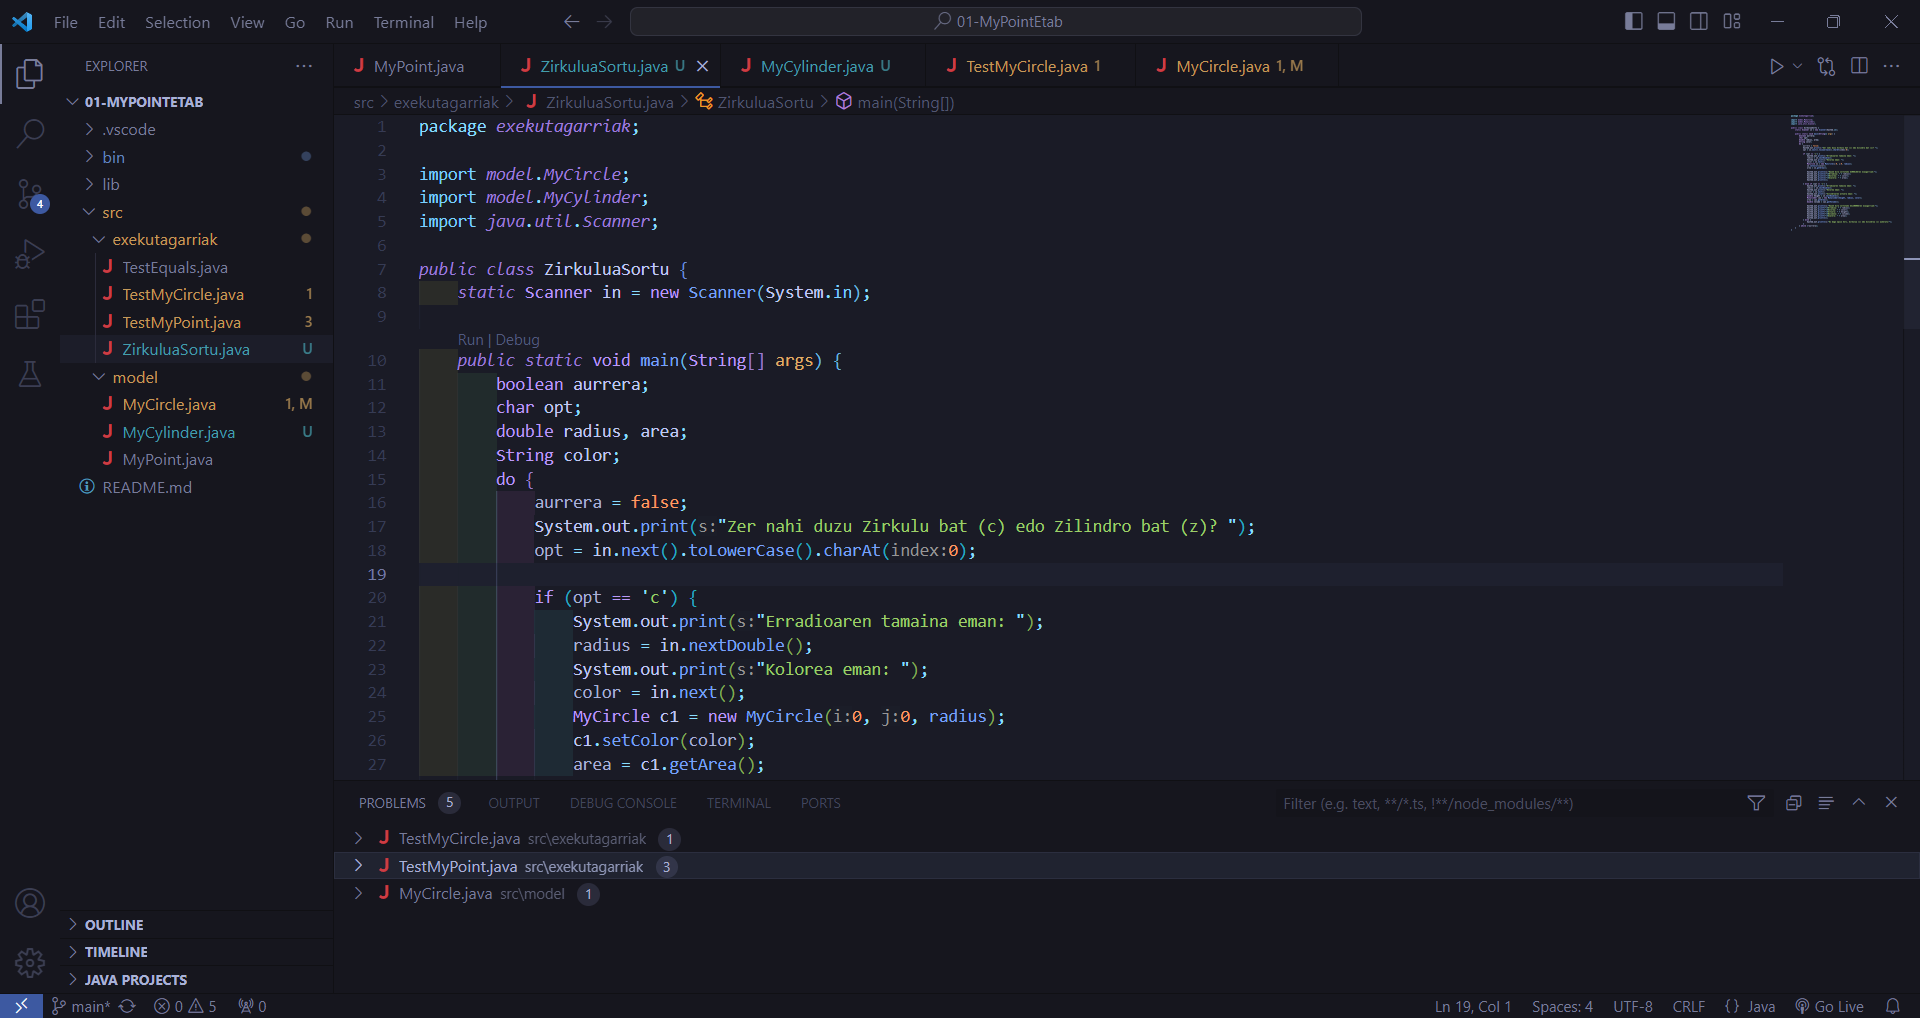 File Edit Selection View Go Run Terminal Help
01-MyPointEtab
EXPLORER
01-MYPOINTETAB
.vscode
bin
lib
src
exekutagarriak
TestEquals.java
TestMyCircle.java 1
TestMyPoint.java 3
ZirkuluaSortu.java U
model
MyCircle.java 1, M
MyCylinder.java U
MyPoint.java
README.md
4
OUTLINE
TIMELINE
JAVA PROJECTS
MyPoint.java ZirkuluaSortu.java U MyCylinder.java U TestMyCircle.java 1 MyCircle.java 1, M
src > exekutagarriak > ZirkuluaSortu.java > ZirkuluaSortu > main(String[])
1 package exekutagarriak;
2
3 import model.MyCircle;
4 import model.MyCylinder;
5 import java.util.Scanner;
6
7 public class ZirkuluaSortu {
8 static Scanner in = new Scanner(System.in);
9
Run | Debug
10 public static void main(String[] args) {
11 boolean aurrera;
12 char opt;
13 double radius, area;
14 String color;
15 do {
16 aurrera = false;
17 System.out.print(s:"Zer nahi duzu Zirkulu bat (c) edo Zilindro bat (z)? ");
18 opt = in.next().toLowerCase().charAt(index:0);
19
20 if (opt == 'c') {
21 System.out.print(s:"Erradioaren tamaina eman: ");
22 radius = in.nextDouble();
23 System.out.print(s:"Kolorea eman: ");
24 color = in.next();
25 MyCircle c1 = new MyCircle(i:0, j:0, radius);
26 c1.setColor(color);
27 area = c1.getArea();
PROBLEMS 5 OUTPUT DEBUG CONSOLE TERMINAL PORTS
Filter (e.g. text, **/*.ts, !**/node_modules/**)
TestMyCircle.java src\exekutagarriak 1
TestMyPoint.java src\exekutagarriak 3
MyCircle.java src\model 1
main* 0 5 0
Ln 19, Col 1 Spaces: 4 UTF-8 CRLF {} Java Go Live